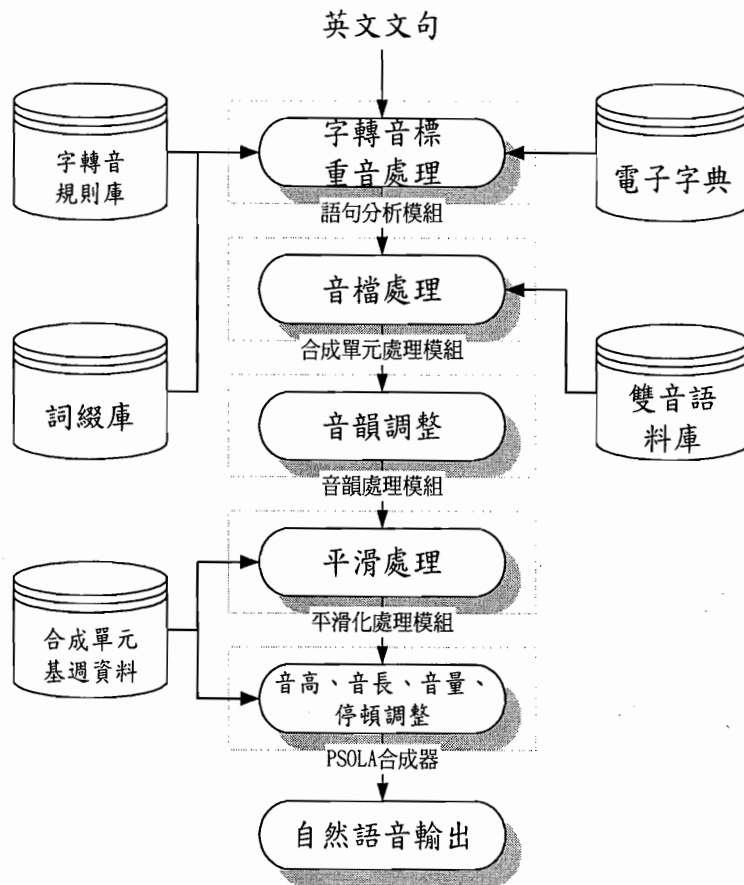 英文文句
字轉音
規則庫
字轉音標
重音處理
電子字典
語句分析模組
音檔處理
合成單元處理模組
詞綴庫
雙音語
料庫
音韻調整
音韻處理模組
平滑處理
平滑化處理模組
合成單元
基週資料
音高、音長、音量、
停頓調整
PSOLA合成器
自然語音輸出